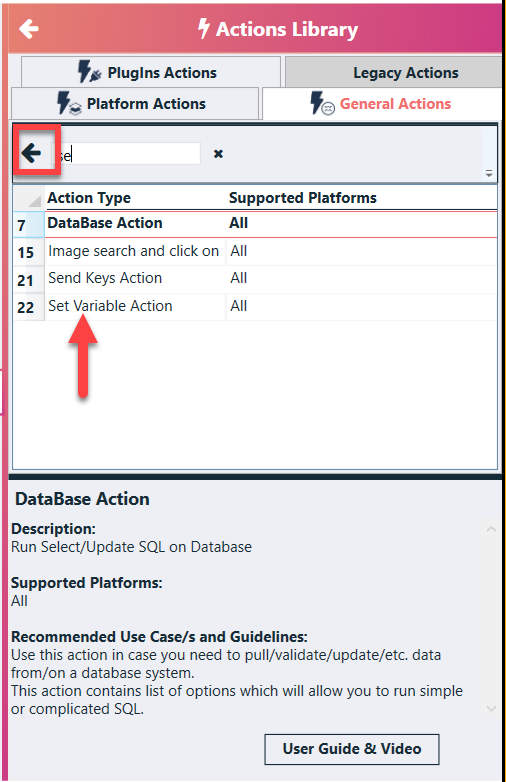 Actions Library
PlugIns Actions
Legacy Actions
Platform Actions
General Actions
se
Action Type Supported Platforms
7 DataBase Action All
15 Image search and click on All
21 Send Keys Action All
22 Set Variable Action All
DataBase Action
Description:
Run Select/Update SQL on Database
Supported Platforms:
All
Recommended Use Case/s and Guidelines:
Use this action in case you need to pull/validate/update/etc. data
from/on a database system.
This action contains list of options which will allow you to run simple
or complicated SQL.
User Guide & Video